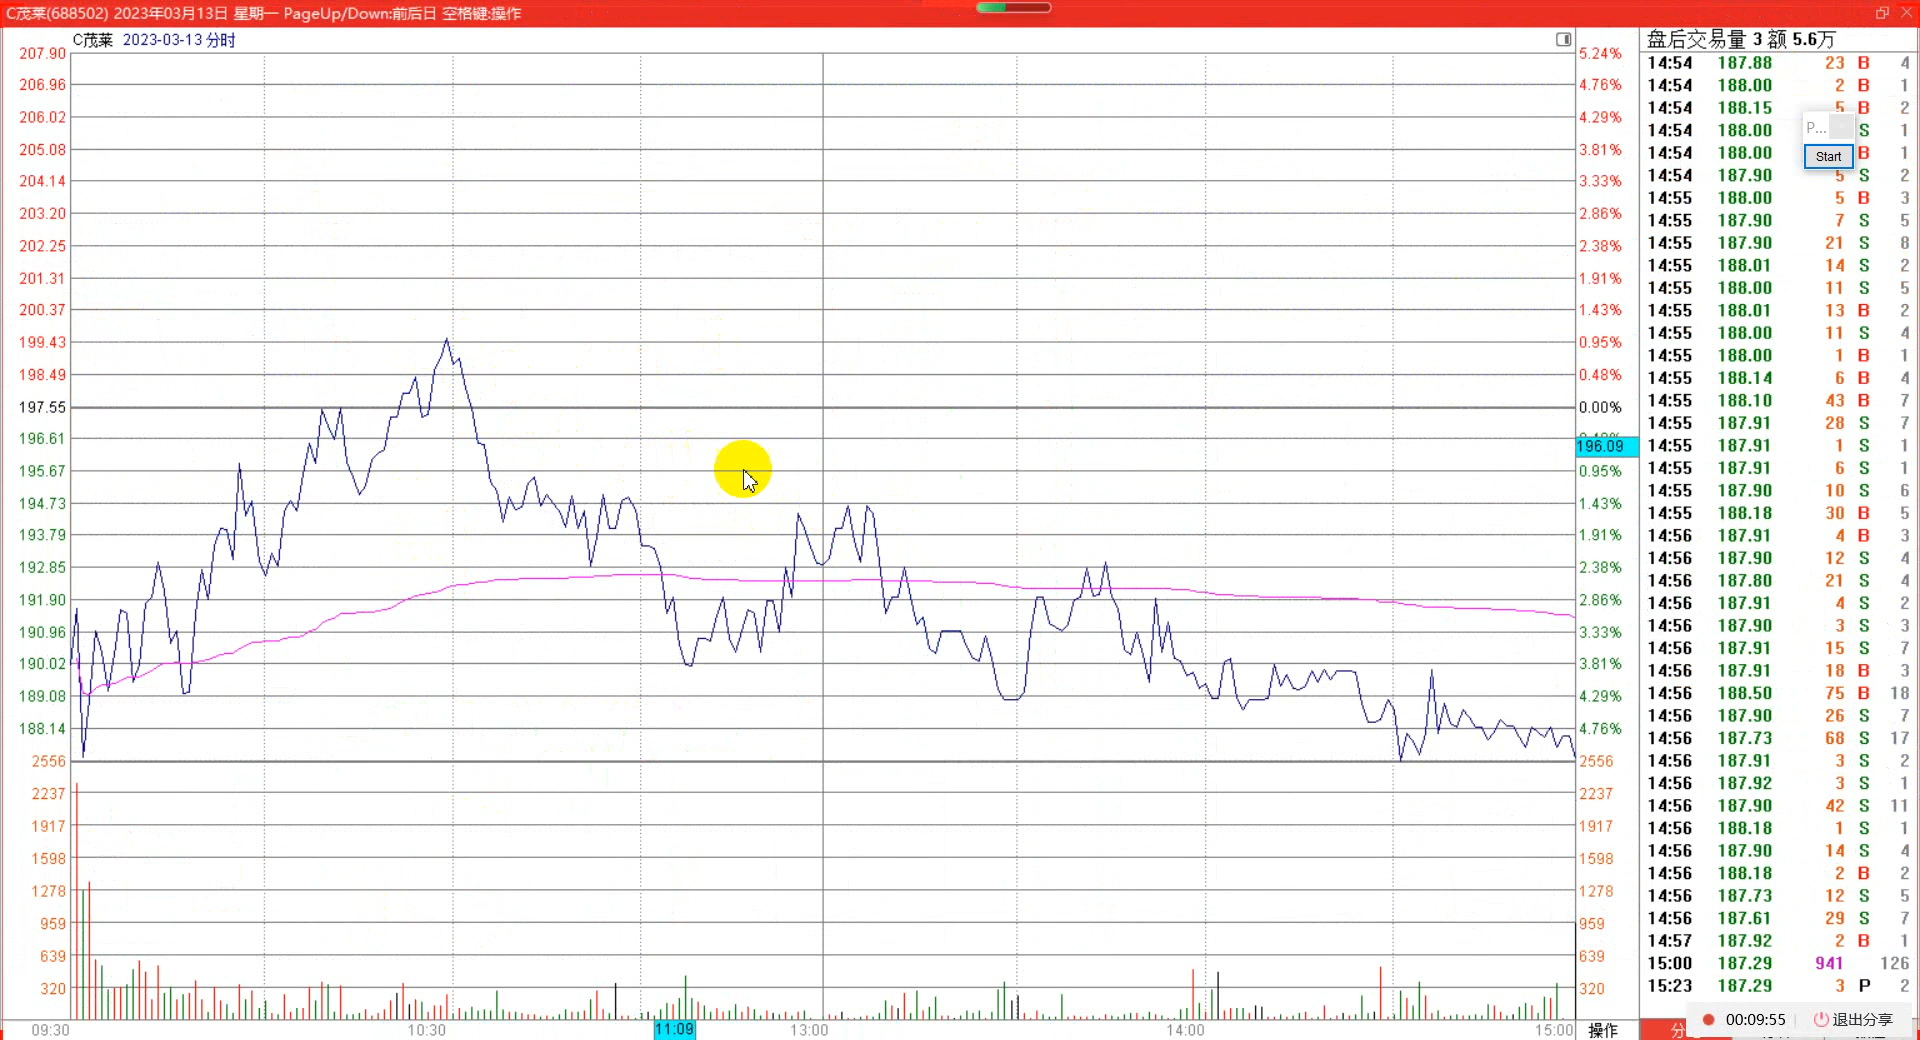 C茂莱(688502) 2023年03月13日 星期一 PageUp/Down:前后日 空格键:操作
C茂莱 2023-03-13 分时
207.90 5.24%
206.96 4.76%
206.02 4.29%
205.08 3.81%
204.14 3.33%
203.20 2.86%
202.25 2.38%
201.31 1.91%
200.37 1.43%
199.43 0.95%
198.49 0.48%
197.55 0.00%
196.61
196.09
195.67 0.95%
194.73 1.43%
193.79 1.91%
192.85 2.38%
191.90 2.86%
190.96 3.33%
190.02 3.81%
189.08 4.29%
188.14 4.76%
2556 2556
2237 2237
1917 1917
1598 1598
1278 1278
959 959
639 639
320 320
09:30 10:30 11:09 13:00 14:00 15:00 操作
盘后交易量 3 额 5.6万
14:54 187.88 23 B 4
14:54 188.00 2 B 1
14:54 188.15 5 B 2
14:54 188.00 S 1
14:54 188.00 B 1
14:54 187.90 5 S 2
14:55 188.00 5 B 3
14:55 187.90 7 S 5
14:55 187.90 21 S 8
14:55 188.01 14 S 2
14:55 188.00 11 S 5
14:55 188.01 13 B 2
14:55 188.00 11 S 4
14:55 188.00 1 B 1
14:55 188.14 6 B 4
14:55 188.10 43 B 7
14:55 187.91 28 S 7
14:55 187.91 1 S 1
14:55 187.91 6 S 1
14:55 187.90 10 S 6
14:55 188.18 30 B 5
14:56 187.91 4 B 3
14:56 187.90 12 S 4
14:56 187.80 21 S 4
14:56 187.91 4 S 2
14:56 187.90 3 S 3
14:56 187.91 15 S 7
14:56 187.91 18 B 3
14:56 188.50 75 B 18
14:56 187.90 26 S 7
14:56 187.73 68 S 17
14:56 187.91 3 S 2
14:56 187.92 3 S 1
14:56 187.90 42 S 11
14:56 188.18 1 S 1
14:56 187.90 14 S 4
14:56 188.18 2 B 2
14:56 187.73 12 S 5
14:56 187.61 29 S 7
14:57 187.92 2 B 1
15:00 187.29 941 126
15:23 187.29 3 P 2
P...
Start
00:09:55 退出分享